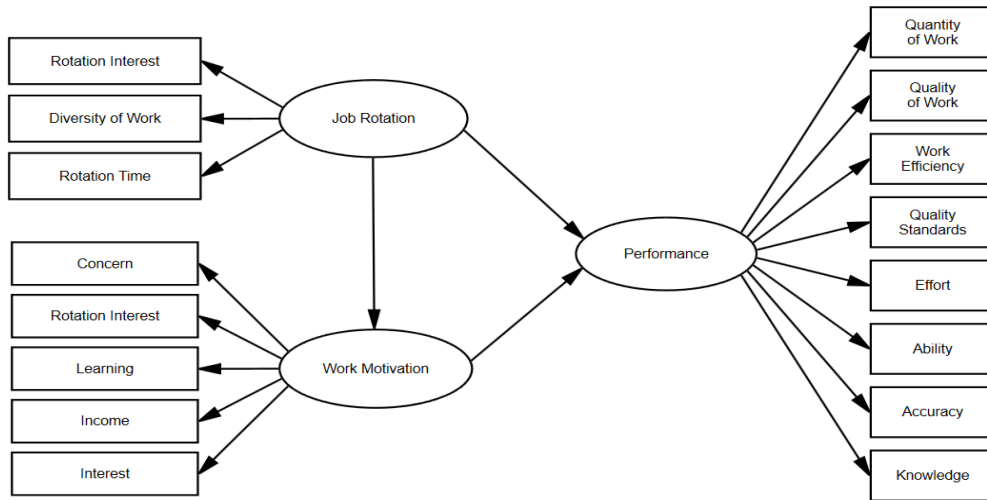 Rotation Interest
Diversity of Work
Rotation Time
Job Rotation
Concern
Rotation Interest
Learning
Income
Interest
Work Motivation
Performance
Quantity
of Work
Quality
of Work
Work
Efficiency
Quality
Standards
Effort
Ability
Accuracy
Knowledge